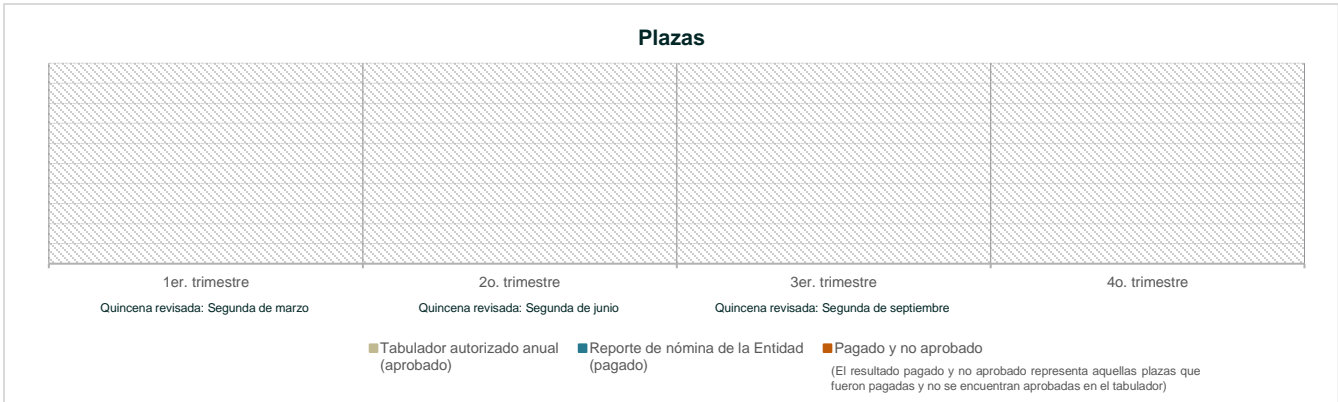 Plazas
1er. trimestre
2o. trimestre
3er. trimestre
4o. trimestre
Quincena revisada: Segunda de marzo
Quincena revisada: Segunda de junio
Quincena revisada: Segunda de septiembre
Tabulador autorizado anual
(aprobado)
Reporte de nómina de la Entidad
(pagado)
Pagado y no aprobado
(El resultado pagado y no aprobado representa aquellas plazas que
fueron pagadas y no se encuentran aprobadas en el tabulador)